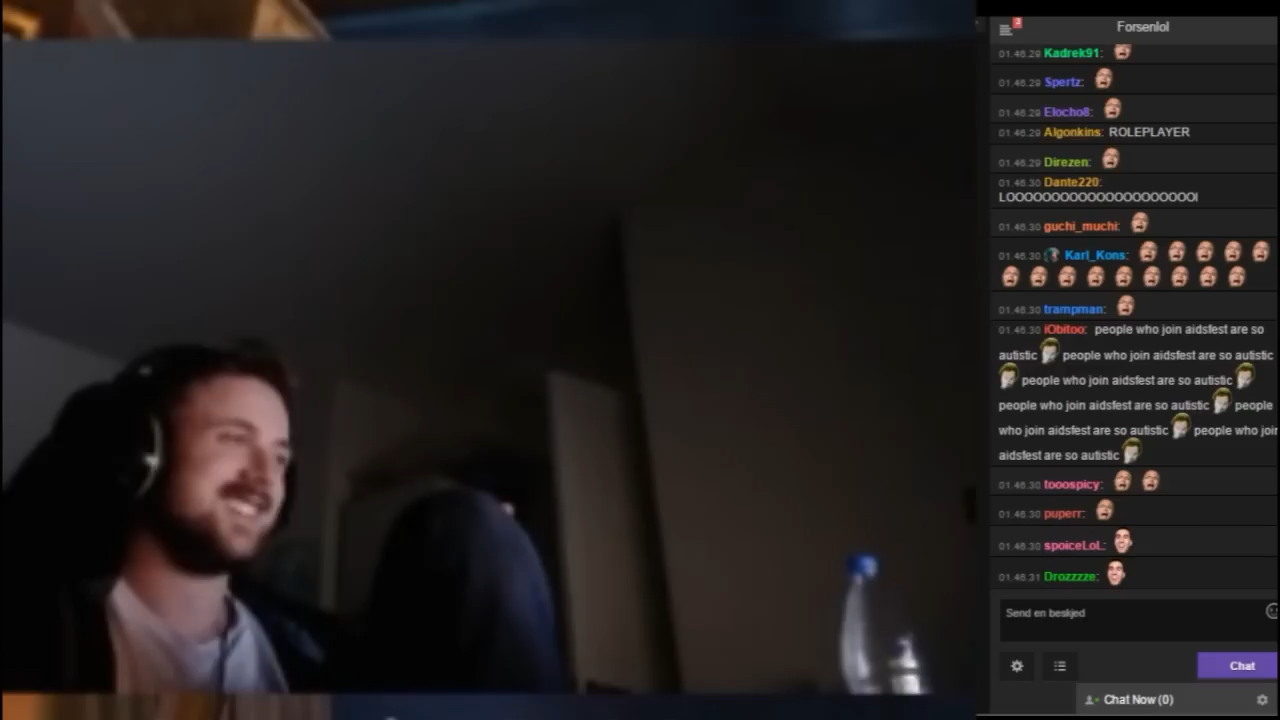 2
Forsenlol
01.46.29 Kadrek91:
01.46.29 Spertz:
01.46.29 Elocho8:
01.46.29 Algonkins: ROLEPLAYER
01.46.29 Direzen:
01.46.30 Dante220:
LOOOOOOOOOOOOOOOOOOOOOI
01.46.30 guchi_muchi:
01.46.30 Karl_Kons:
01.46.30 trampman:
01.46.30 iObitoo: people who join aidsfest are so
autistic people who join aidsfest are so autistic
people who join aidsfest are so autistic
people who join aidsfest are so autistic people
who join aidsfest are so autistic people who join
aidsfest are so autistic
01.46.30 tooospicy:
01.46.30 puperr:
01.46.30 spoiceLoL:
01.46.31 Drozzzze:
Send en beskjed
Chat
Chat Now (0)